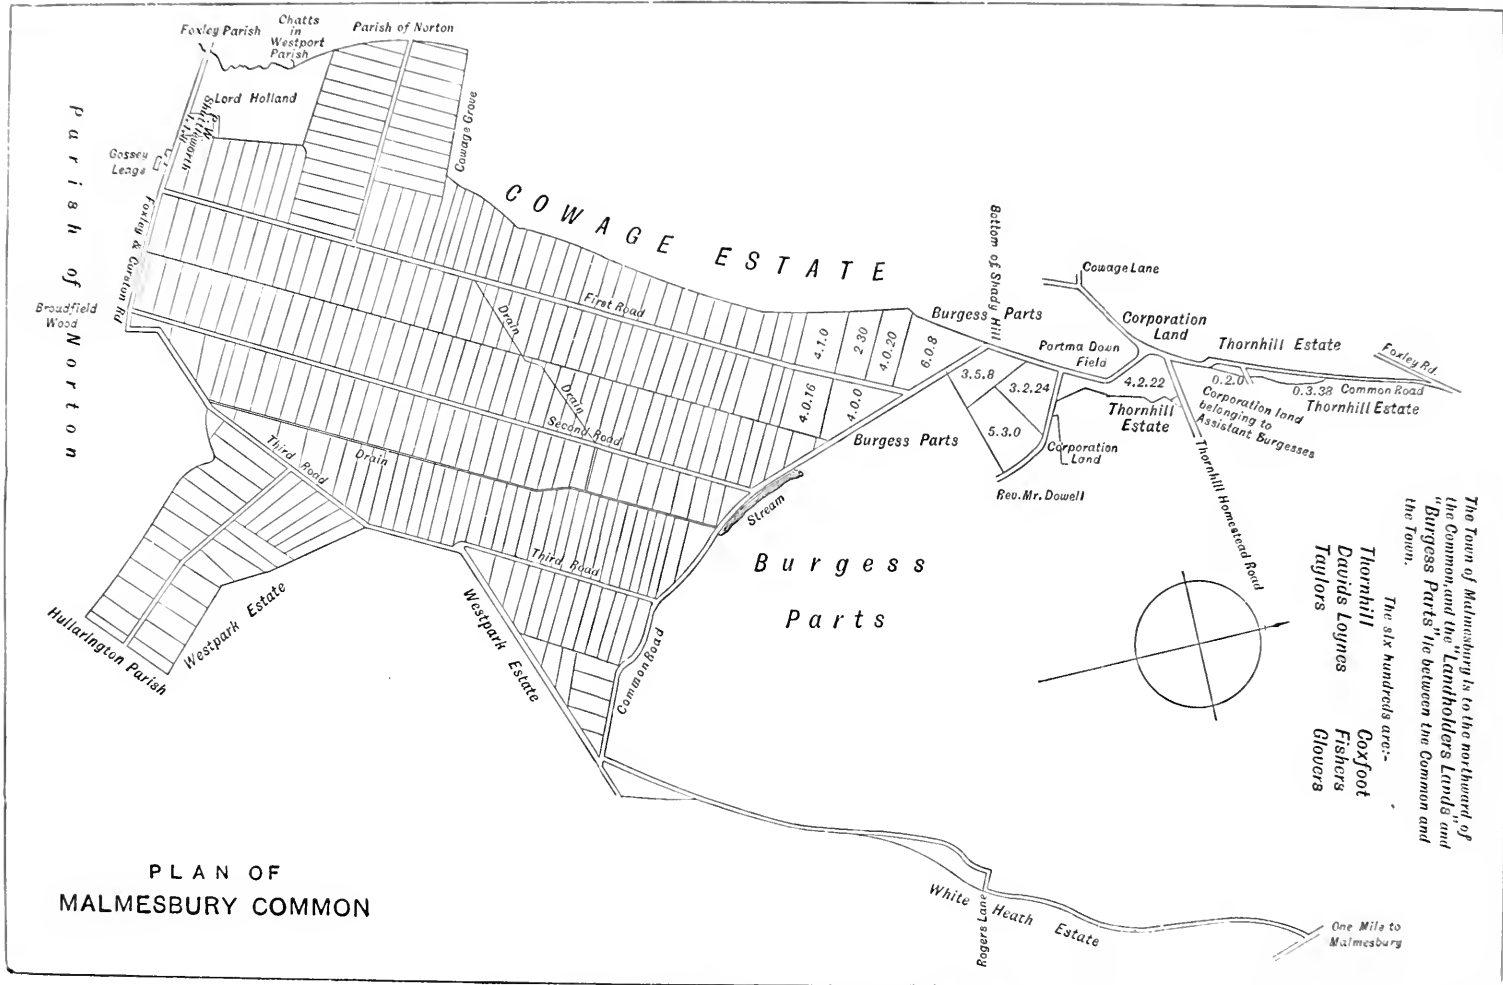 Foxley Parish
Chatts
in
Westport
Parish
Parish of Norton
Lord Holland
P. W.
Shuttleworth
1.1.31
Gossey
Leage
Cowage Grove
Parish of Norton
Foxley & Corston Rd
Broadfield
Wood
COWAGE ESTATE
First Road
Drain
Drain
Second Road
Third Road
Drain
4.1.0
2 30
4.0.20
6.0.8
4.0.16
4.0.0
Burgess Parts
Bottom of Shady Hill
Cowage Lane
Corporation
Land
Portma Down
Field
Thornhill Estate
Foxley Rd.
3.5.8
3.2.24
5.3.0
4.2.22
0.2.0
0.3.38
Common Road
Thornhill
Estate
Corporation land
belonging to
Assistant Burgesses
Thornhill Estate
Burgess Parts
Corporation
Land
Rev. Mr. Dowell
Thornhill Homestead Road
Stream
Burgess
Parts
Third Road
Westpark Estate
Common Road
Westpark Estate
Hullarington Parish
The Town of Malmesbury is to the northward of
the Common, and the "Landholders Lands" and
"Burgess Parts" lie between the Common and
the Town.
The six hundreds are:-
Thornhill Coxfoot
Davids Loynes Fishers
Taylors Glovers
PLAN OF
MALMESBURY COMMON
White Heath Estate
Rogers Lane
One Mile to
Malmesbury